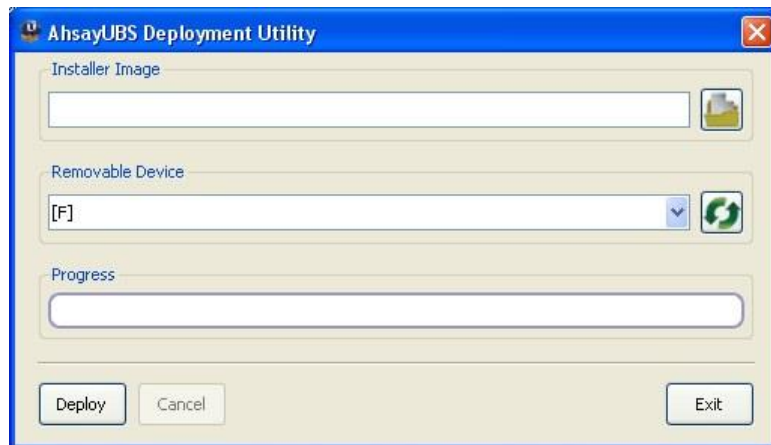 AhsayUBS Deployment Utility
Installer Image
Removable Device
[F]
Progress
Deploy Cancel Exit